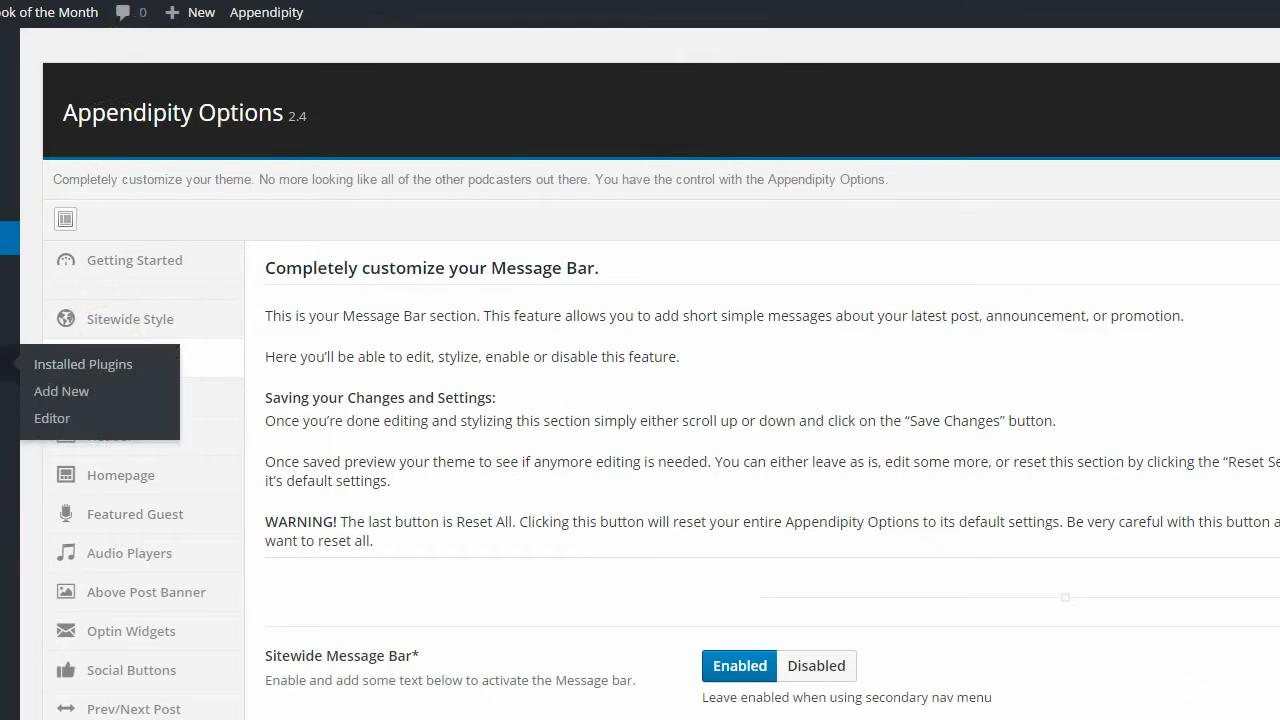 ook of the Month 0 New Appendipity
Appendipity Options 2.4
Completely customize your theme. No more looking like all of the other podcasters out there. You have the control with the Appendipity Options.
Getting Started
Sitewide Style
Installed Plugins
Add New
Editor
Homepage
Featured Guest
Audio Players
Above Post Banner
Optin Widgets
Social Buttons
Prev/Next Post
Completely customize your Message Bar.
This is your Message Bar section. This feature allows you to add short simple messages about your latest post, announcement, or promotion.
Here you'll be able to edit, stylize, enable or disable this feature.
Saving your Changes and Settings:
Once you're done editing and stylizing this section simply either scroll up or down and click on the “Save Changes” button.
Once saved preview your theme to see if anymore editing is needed. You can either leave as is, edit some more, or reset this section by clicking the “Reset Se
it's default settings.
WARNING! The last button is Reset All. Clicking this button will reset your entire Appendipity Options to its default settings. Be very careful with this button a
want to reset all.
Sitewide Message Bar*
Enable and add some text below to activate the Message bar.
Enabled Disabled
Leave enabled when using secondary nav menu